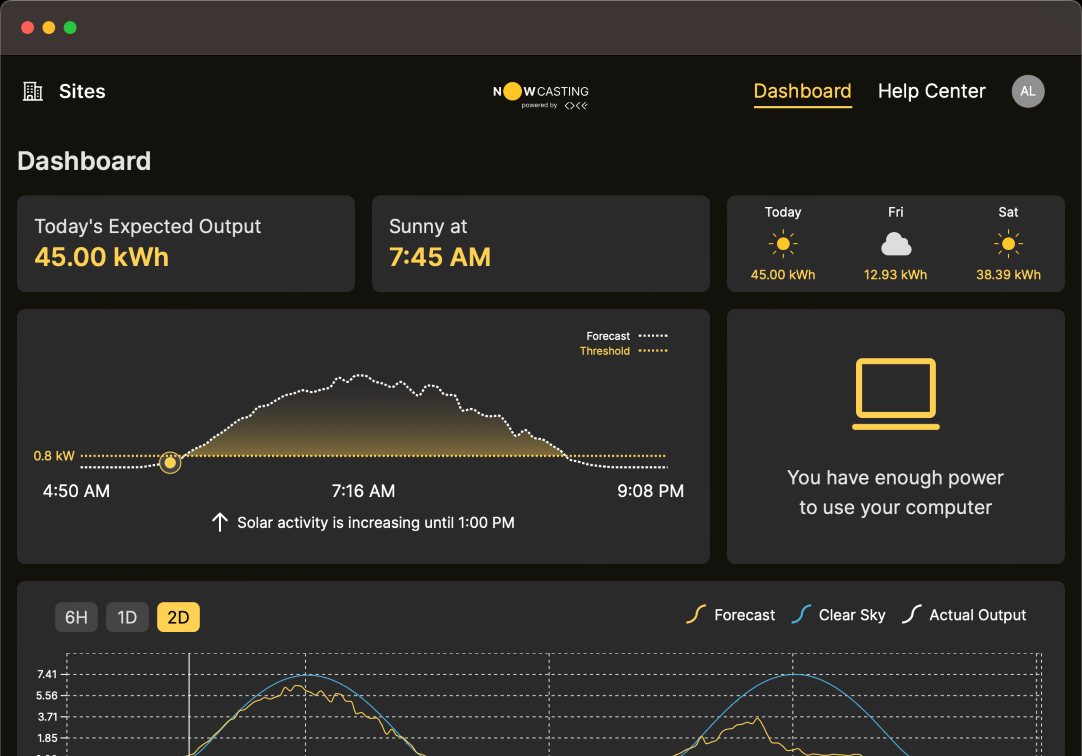 Sites
NOWCASTING
powered by
Dashboard
Help Center
AL
Dashboard
Today's Expected Output
45.00 kWh
Sunny at
7:45 AM
Today
Fri
Sat
45.00 kWh
12.93 kWh
38.39 kWh
Forecast
Threshold
0.8 kW
4:50 AM
7:16 AM
9:08 PM
Solar activity is increasing until 1:00 PM
You have enough power
to use your computer
6H
1D
2D
Forecast
Clear Sky
Actual Output
7.41
5.56
3.71
1.85